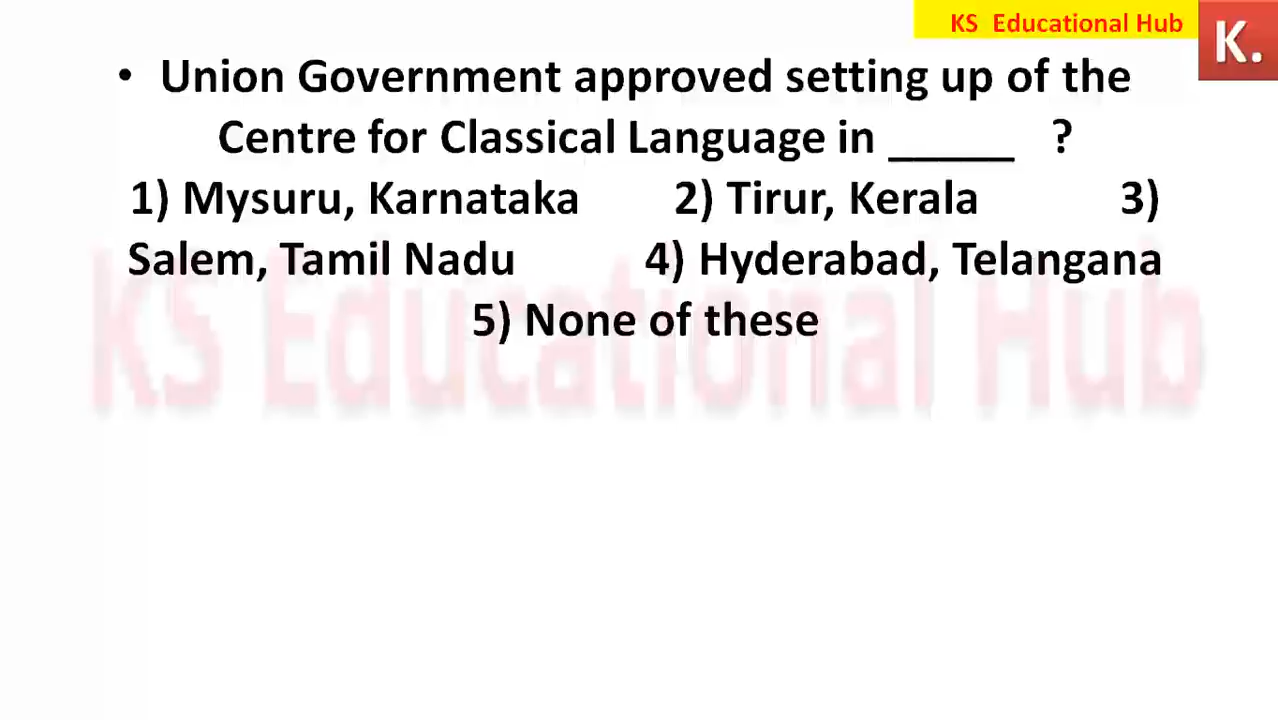 KS Educational Hub
K.
• Union Government approved setting up of the
Centre for Classical Language in _____ ?
1) Mysuru, Karnataka 2) Tirur, Kerala 3)
Salem, Tamil Nadu 4) Hyderabad, Telangana
5) None of these
KS Educational Hub